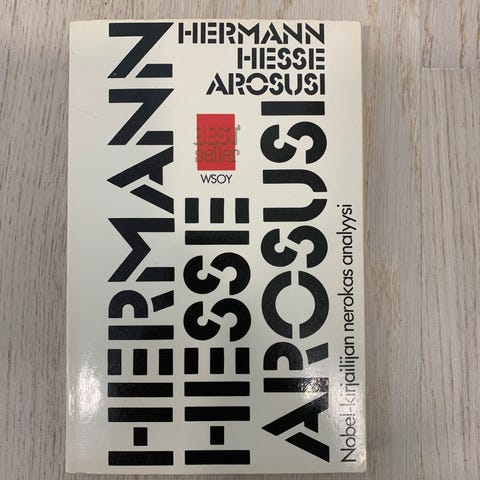 HERMANN
HESSE
AROSUSI
BEST
seller
WSOY
HERMANN
HESSE
AROSUSI
Nobel-kirjailijan nerokas analyysi